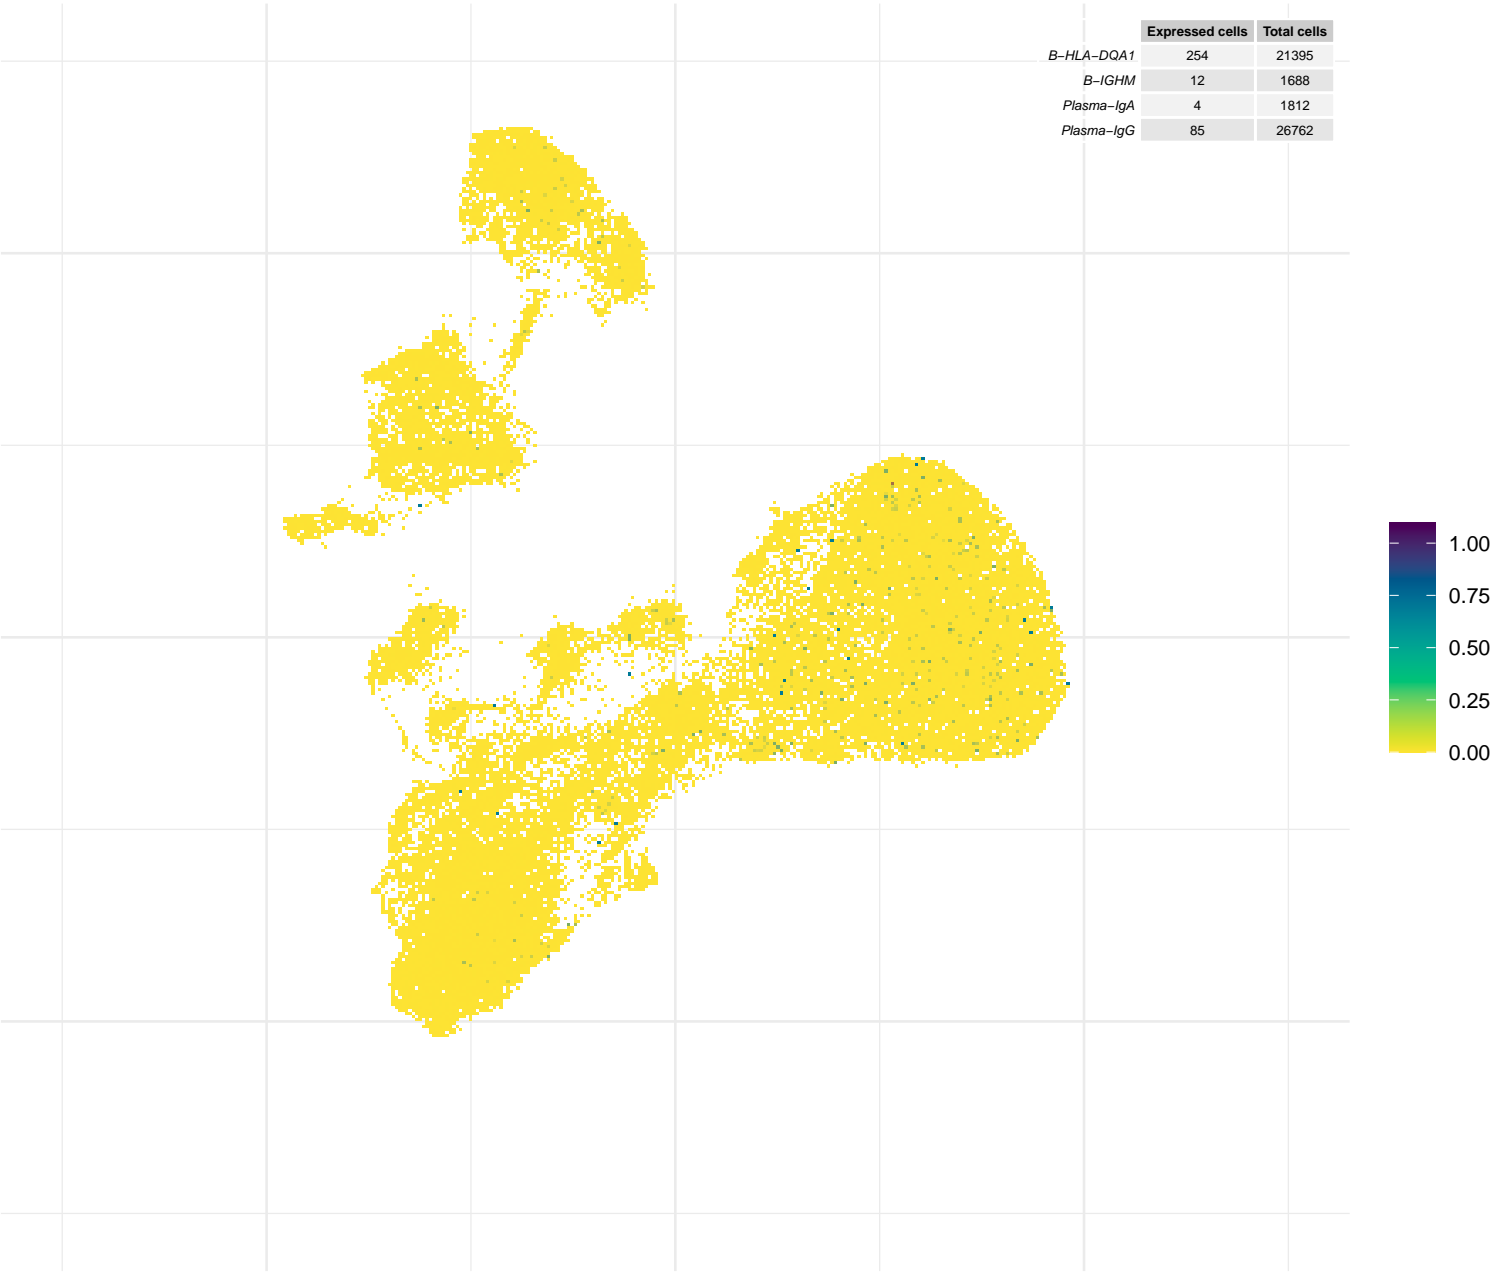 Expressed cells Total cells
B−HLA−DQA1 254 21395
B−IGHM 12 1688
Plasma−IgA 4 1812
Plasma−IgG 85 26762
1.00
0.75
0.50
0.25
0.00